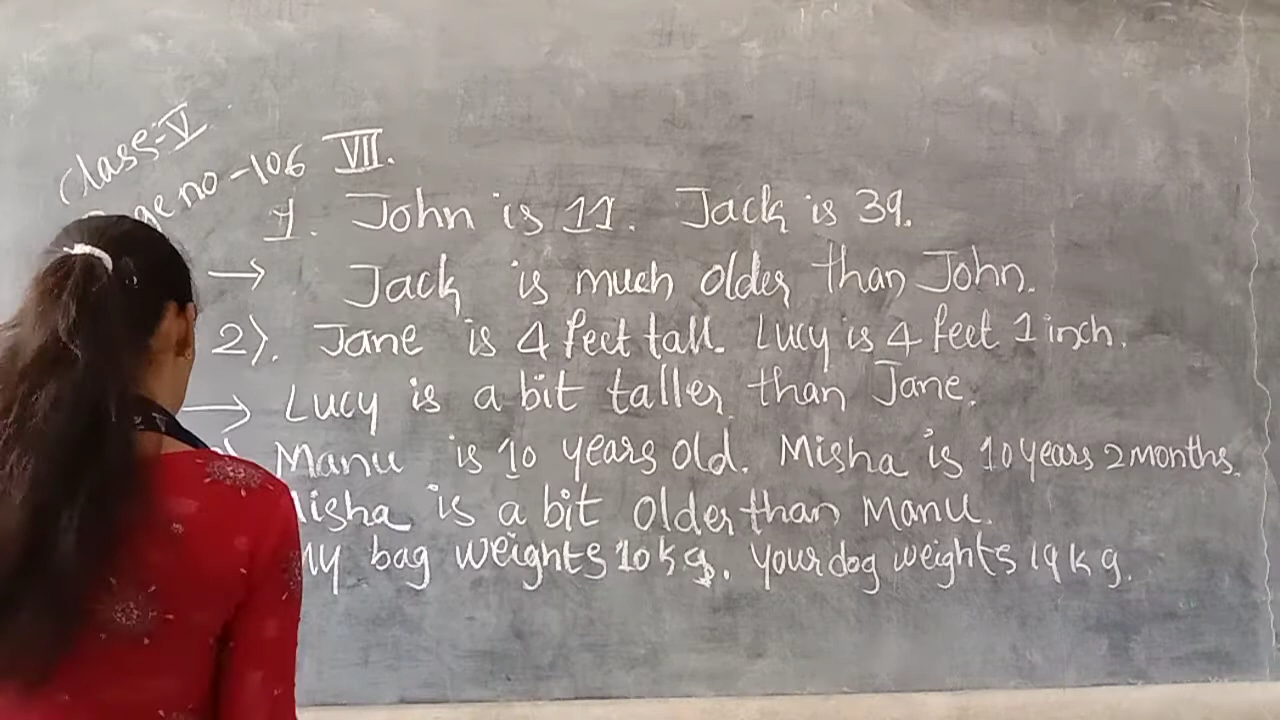 Class:- V
no - 106 VII.
1. John is 11. Jack is 39.
→ Jack is much older than John.
2). Jane is 4 feet tall. Lucy is 4 feet 1 inch.
→ Lucy is a bit taller than Jane.
Manu is 10 years old. Misha is 10 years 2 months.
is a bit older than Manu.
My bag weights 10 kg. Your dog weights 19 kg.